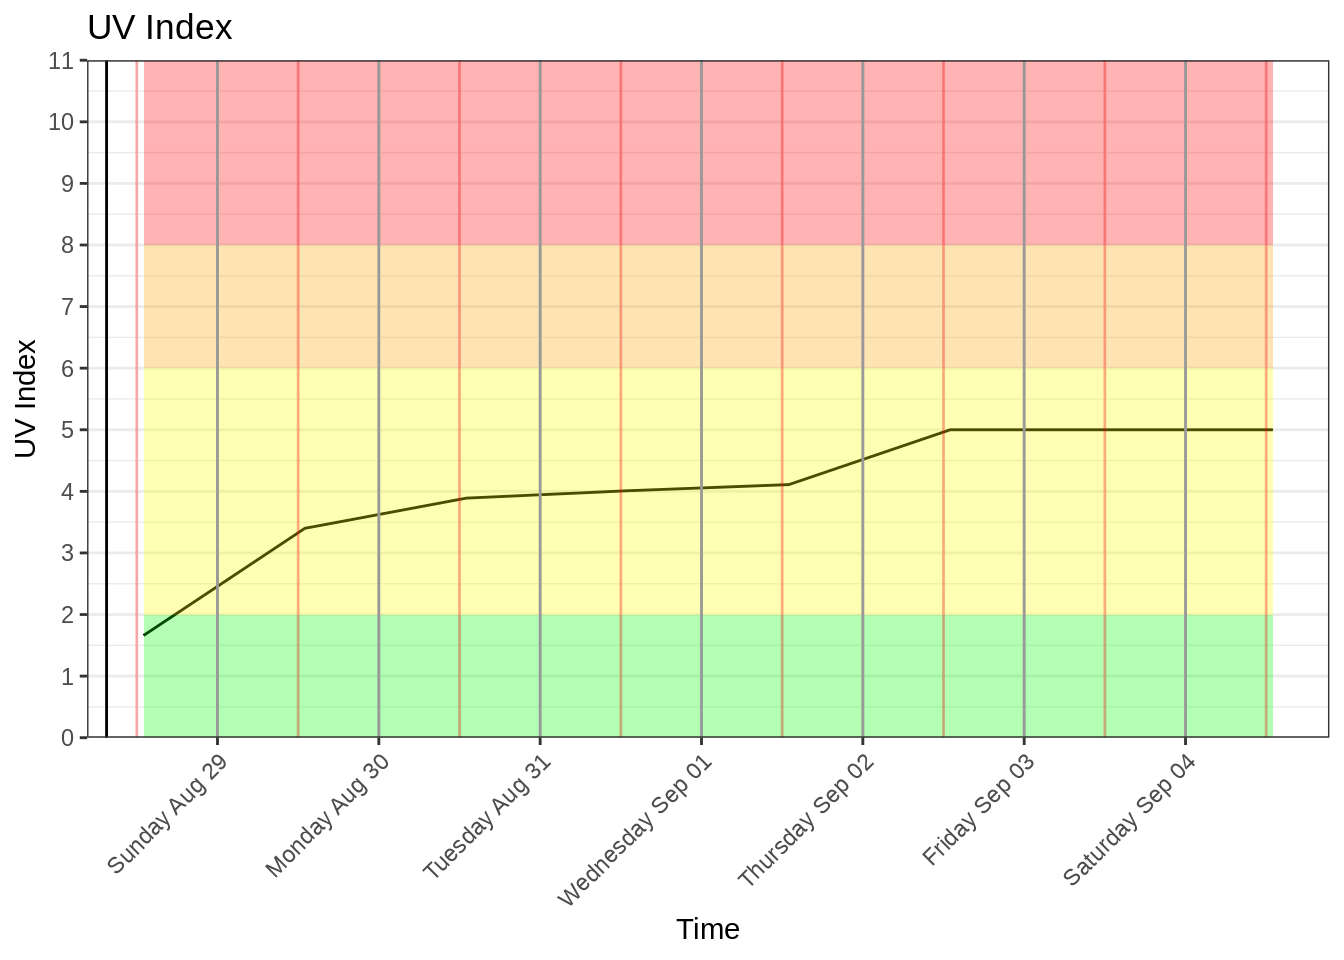 UV Index
11
10
9
8
7
6
5
4
3
2
1
0
UV Index
Sunday Aug 29
Monday Aug 30
Tuesday Aug 31
Wednesday Sep 01
Thursday Sep 02
Friday Sep 03
Saturday Sep 04
Time